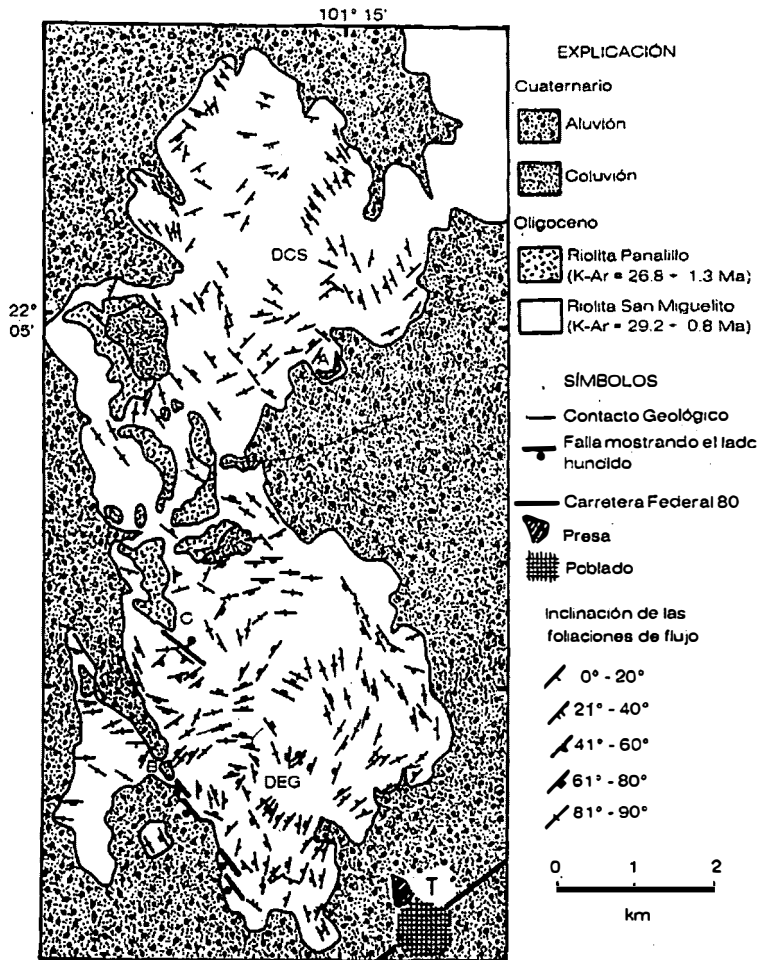 101° 15'
EXPLICACIÓN
Cuaternario
Aluvión
Coluvión
Oligoceno
Riolita Panalillo
(K-Ar = 26.8 + 1.3 Ma)
Riolita San Miguelito
(K-Ar = 29.2 + 0.8 Ma)
22°
05'
SÍMBOLOS
Contacto Geológico
Falla mostrando el lado
hundido
Carretera Federal 80
Presa
Poblado
Inclinación de las
foliaciones de flujo
0° - 20°
21° - 40°
41° - 60°
61° - 80°
81° - 90°
0 2
km
DCS
A
C
B
DEG
T